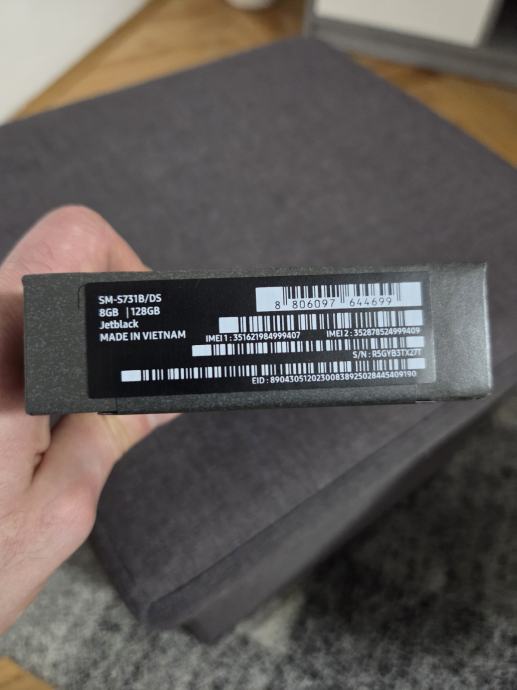 SM-S731B/DS
8GB | 128GB
Jetblack
MADE IN VIETNAM
8 806097 644699
IMEI 1 : 351621984999407 IMEI 2 : 352878524999409
S/N : R5GYB3TXZ7T
EID : 89043051202300838925028445409190